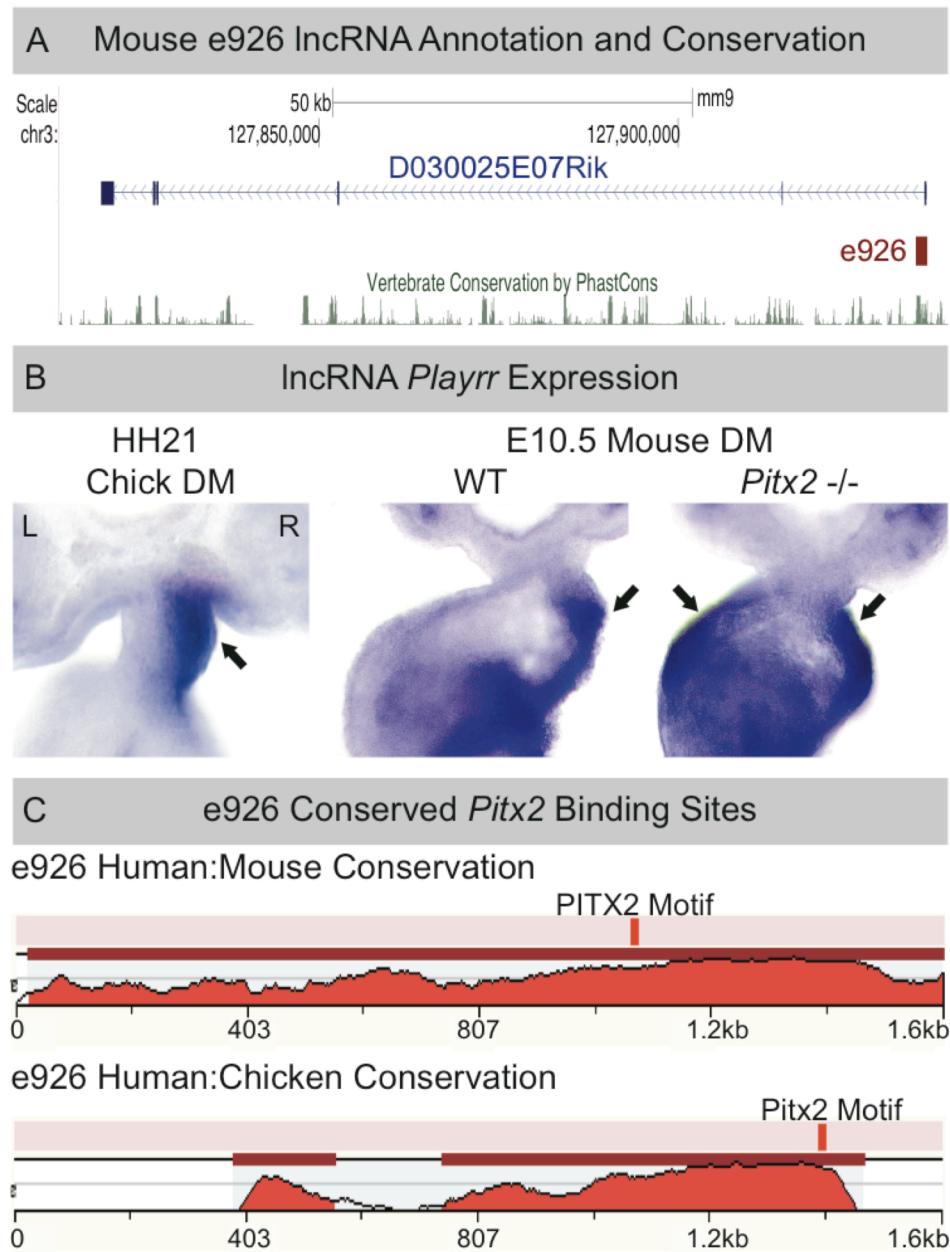 A Mouse e926 lncRNA Annotation and Conservation
Scale 50 kb mm9
chr3: 127,850,000 127,900,000
D030025E07Rik
e926
Vertebrate Conservation by PhastCons
B lncRNA Playrr Expression
HH21 E10.5 Mouse DM
Chick DM WT Pitx2 -/-
L R
C e926 Conserved Pitx2 Binding Sites
e926 Human:Mouse Conservation
PITX2 Motif
0 403 807 1.2kb 1.6kb
e926 Human:Chicken Conservation
Pitx2 Motif
0 403 807 1.2kb 1.6kb